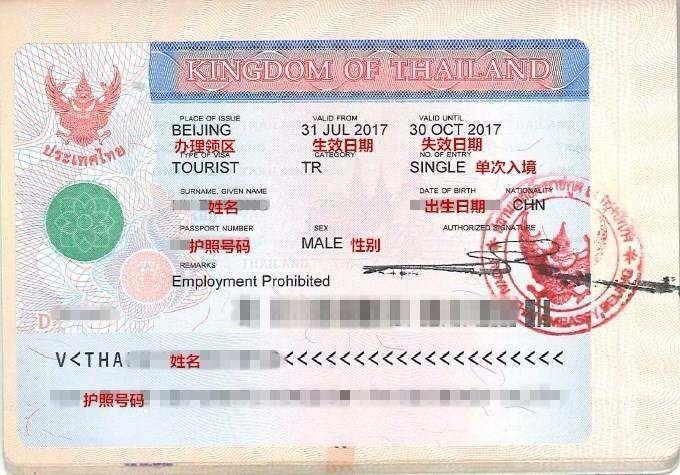 KINGDOM OF THAILAND
ประเทศไทย
PLACE OF ISSUE VALID FROM VALID UNTIL
BEIJING 31 JUL 2017 30 OCT 2017
办理领区 生效日期 失效日期
TYPE OF VISA CATEGORY NO. OF ENTRY
TOURIST TR SINGLE 单次入境
SURNAME, GIVEN NAME DATE OF BIRTH NATIONALITY
姓名 出生日期 CHN
PASSPORT NUMBER SEX AUTHORIZED SIGNATURE
护照号码 MALE 性别
REMARKS
Employment Prohibited
D
V<THA 姓名 <<<<<<<<<<<<<<<<<<<<<
护照号码